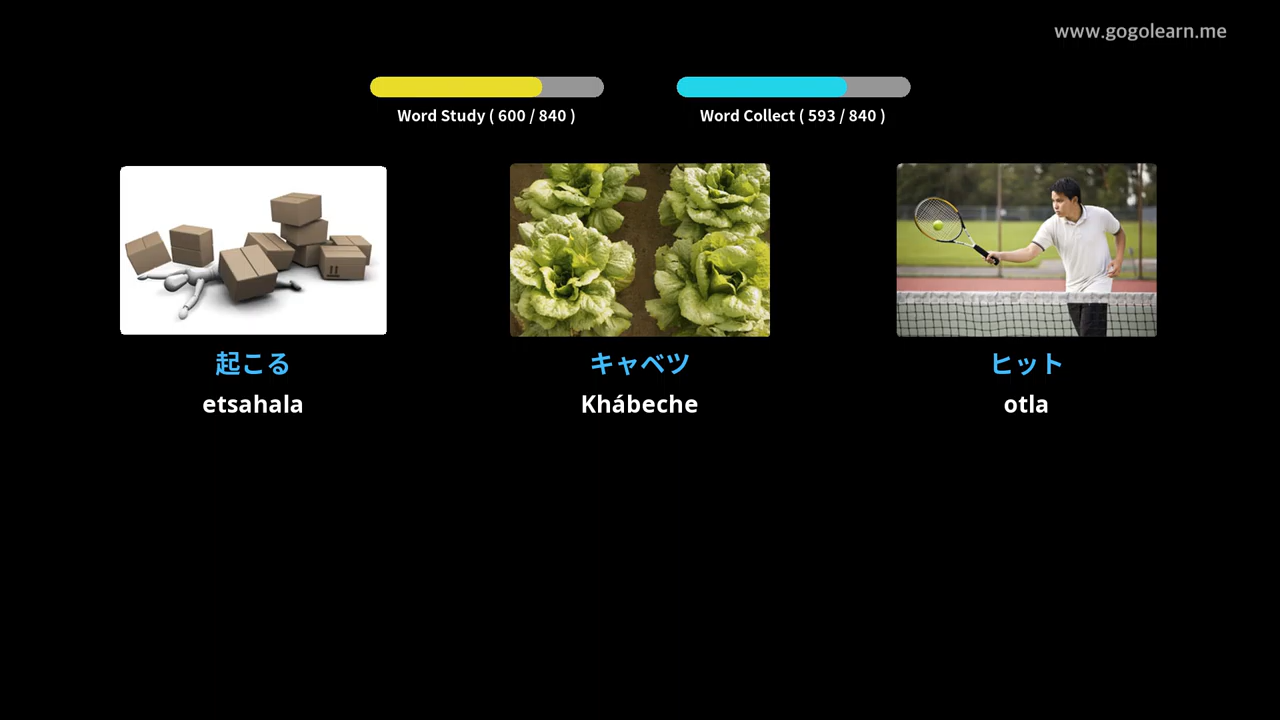 www.gogolearn.me
Word Study ( 600 / 840 )
Word Collect ( 593 / 840 )
起こる
キャベツ
ヒット
etsahala
Khábeche
otla